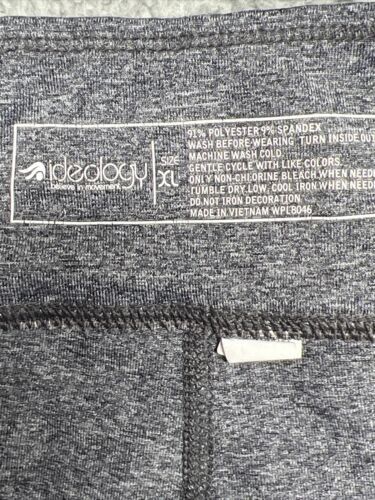 ideology
believe in movement.
SIZE
XL
91% POLYESTER 9% SPANDEX
WASH BEFORE WEARING TURN INSIDE OUT
MACHINE WASH COLD
GENTLE CYCLE WITH LIKE COLORS
ONLY NON-CHLORINE BLEACH WHEN NEED
TUMBLE DRY LOW, COOL IRON WHEN NEED
DO NOT IRON DECORATION
MADE IN VIETNAM WPLB046